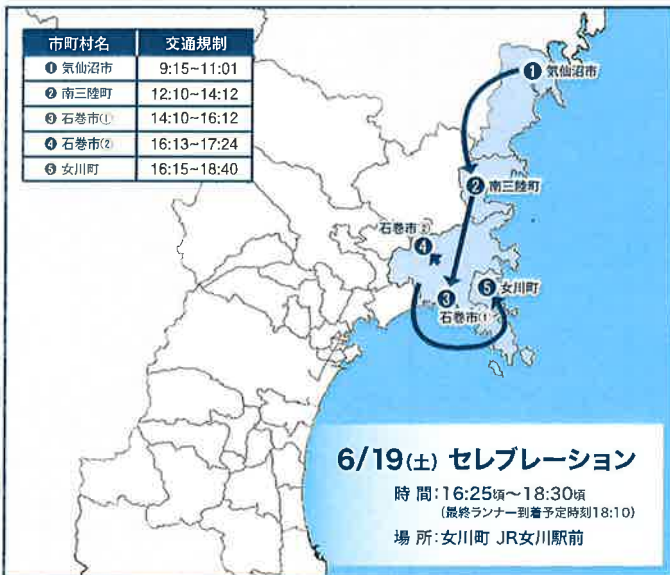 市町村名 交通規制
❶ 気仙沼市 9:15~11:01
❷ 南三陸町 12:10~14:12
❸ 石巻市① 14:10~16:12
❹ 石巻市② 16:13~17:24
❺ 女川町 16:15~18:40
❶ 気仙沼市
❷ 南三陸町
石巻市②
❹
❺ 女川町
❸
石巻市①
6/19(土) セレブレーション
時 間:16:25頃~18:30頃
(最終ランナー到着予定時刻18:10)
場 所:女川町 JR女川駅前